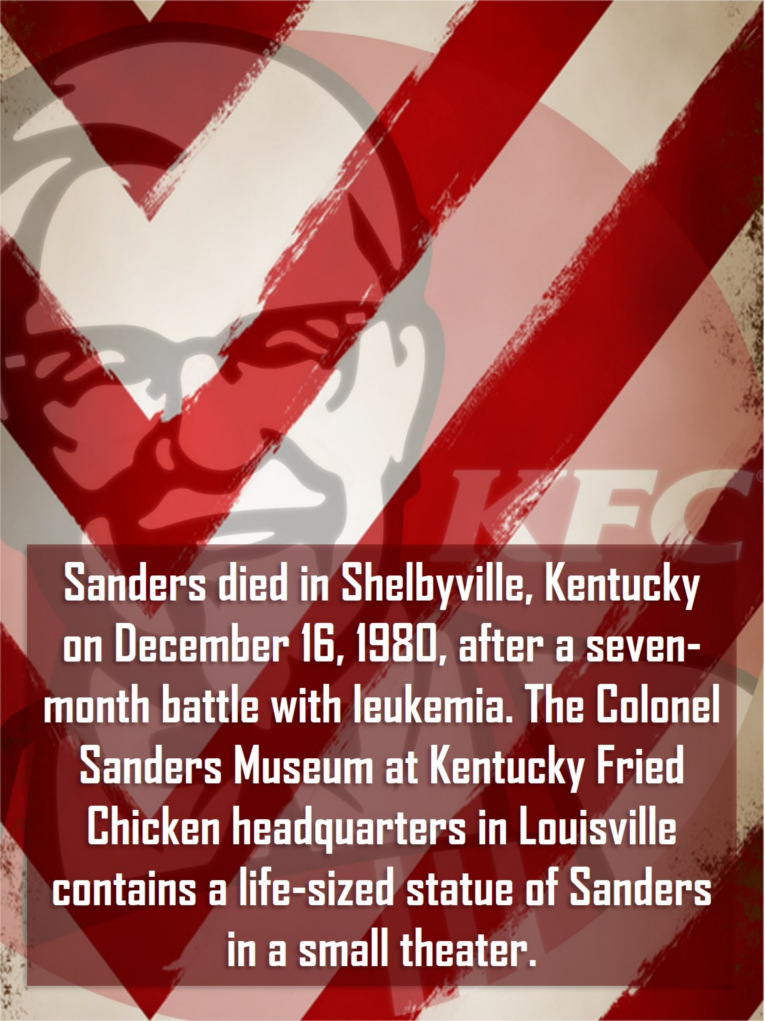 KFC
Sanders died in Shelbyville, Kentucky
on December 16, 1980, after a seven-
month battle with leukemia. The Colonel
Sanders Museum at Kentucky Fried
Chicken headquarters in Louisville
contains a life-sized statue of Sanders
in a small theater.